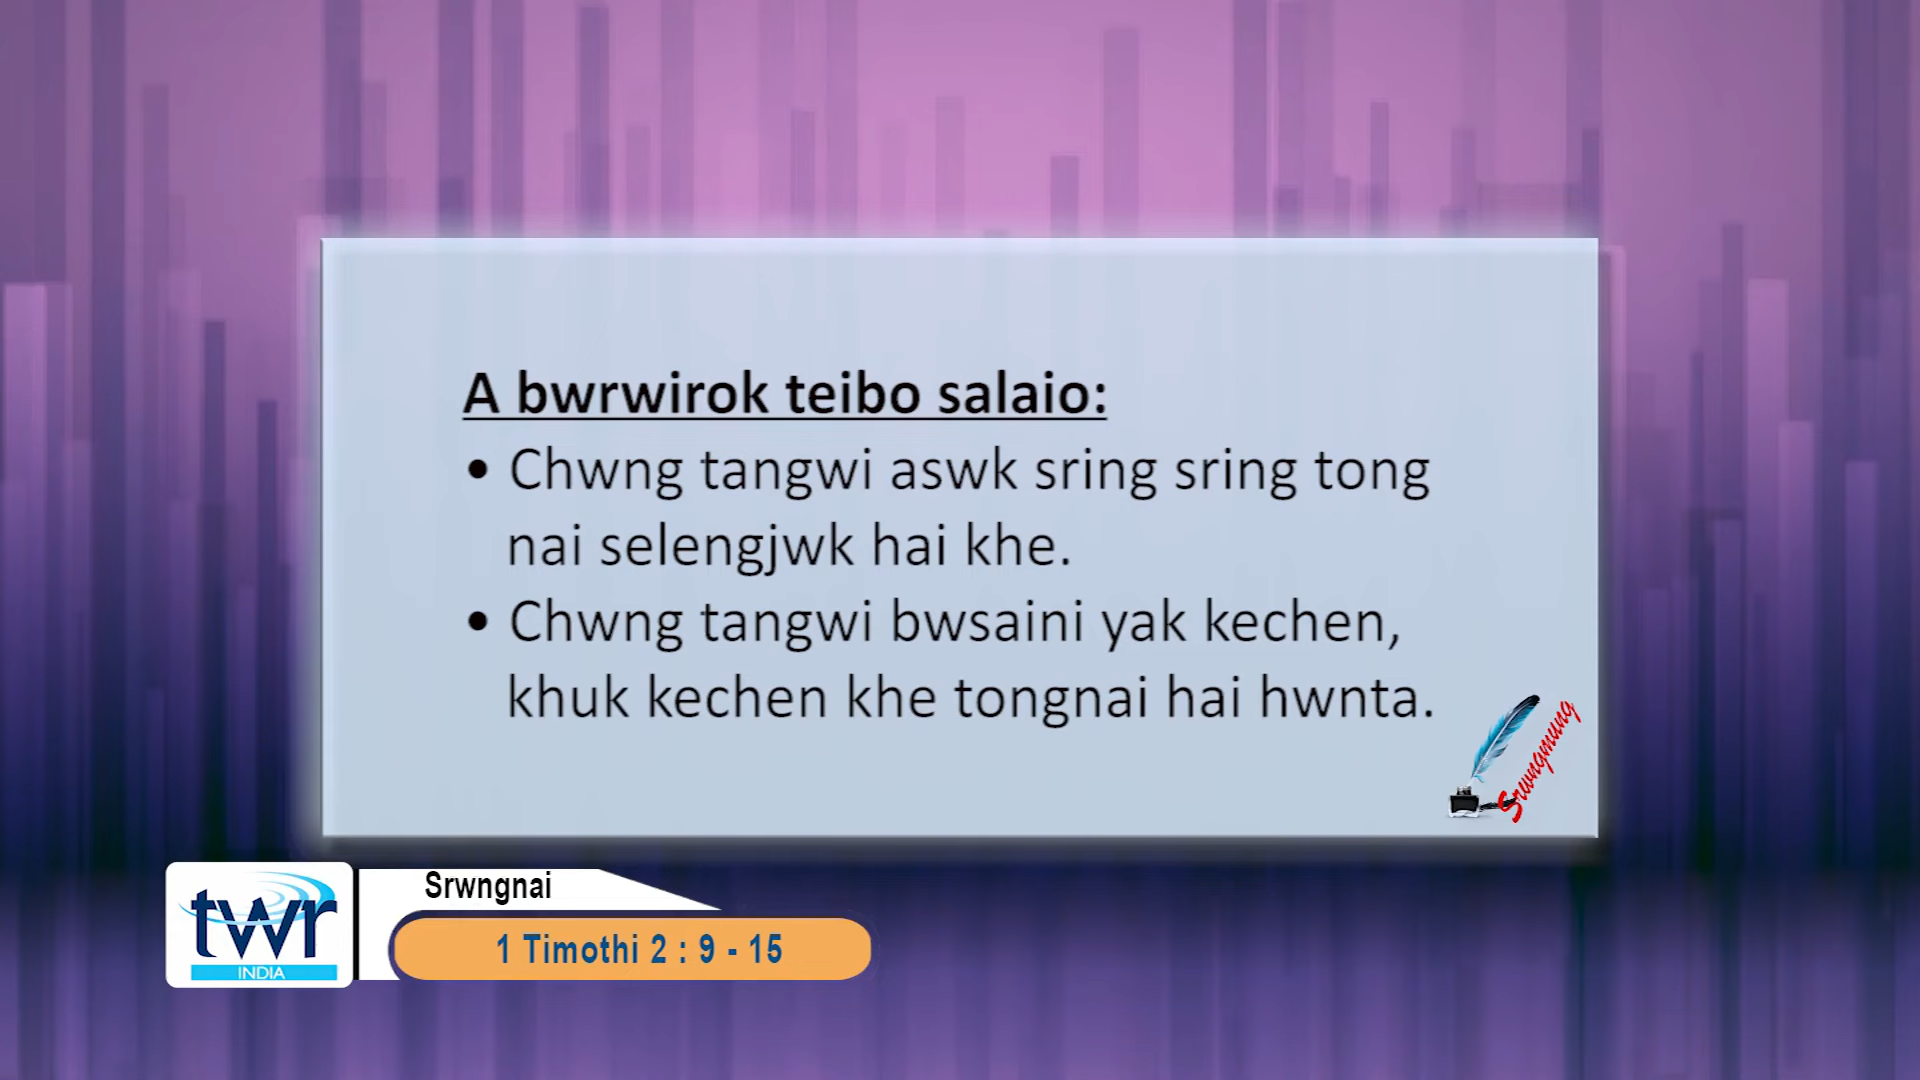 A bwrwirok teibo salaio:
• Chwng tangwi aswk sring sring tong
nai selengjwk hai khe.
• Chwng tangwi bwsaini yak kechen,
khuk kechen khe tongnai hai hwnta.
Srwngmung
twr
INDIA
Srwngnai
1 Timothi 2 : 9 - 15